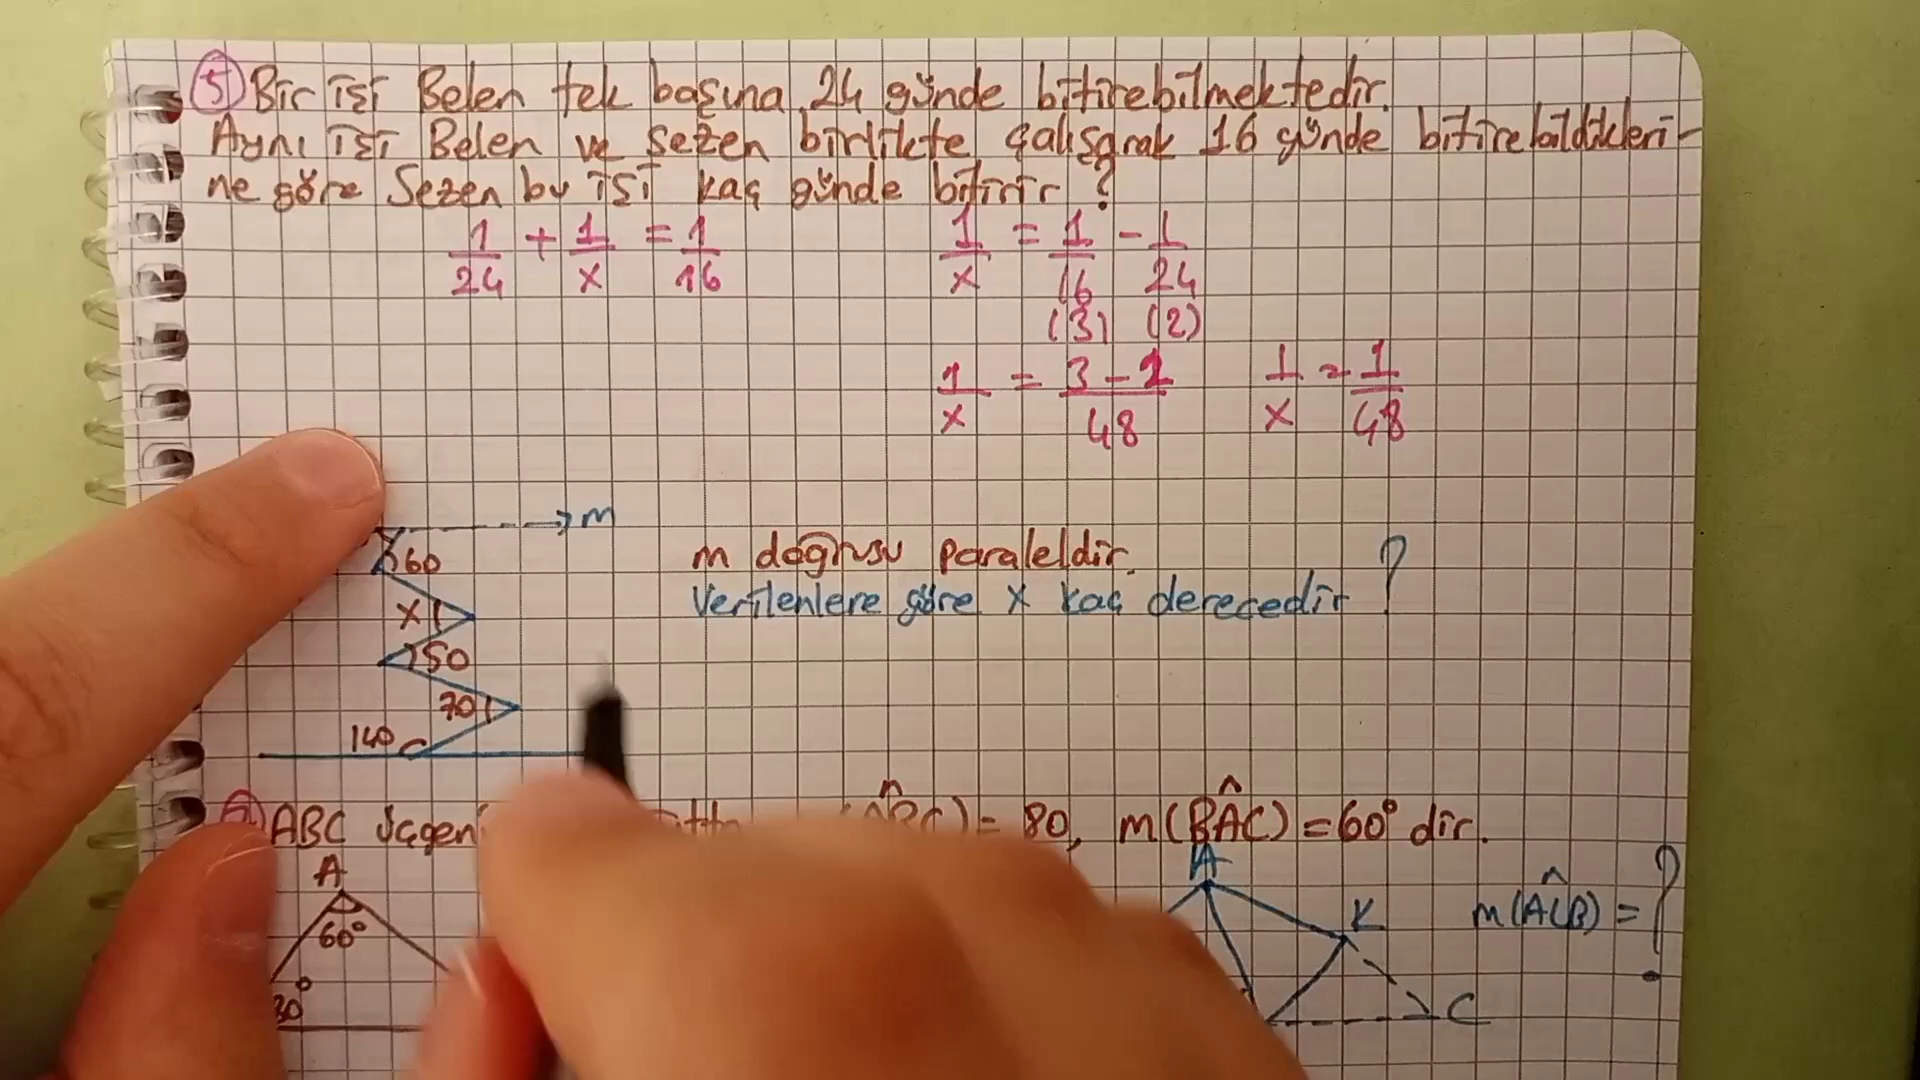 5 Bir işi Belen tek başına 24 günde bitirebilmektedir.
Aynı işi Belen ve Sezen birlikte çalışarak 16 günde bitirebildikleri-
ne göre Sezen bu işi kaç günde bitirir ?
1/24 + 1/x = 1/16
1/x = 1/16 - 1/24
(3) (2)
1/x = 3-2/48
1/x = 1/48
m
60
x
50
70
140
m doğrusu paraleldir.
Verilenlere göre x kaç derecedir ?
ABC üçgen
)= 80, m(BÂC) = 60° dir.
A
60°
80°
A
K
C
m(AĈB) = ?